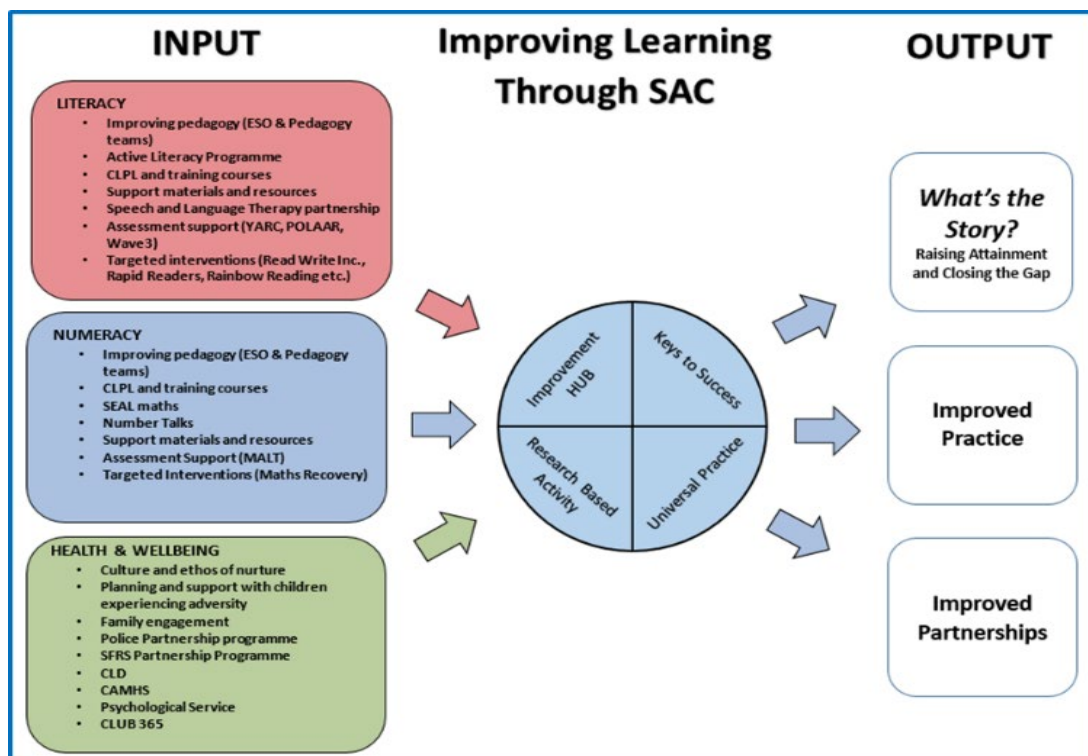 INPUT
LITERACY
• Improving pedagogy (ESO & Pedagogy
teams)
• Active Literacy Programme
• CLPL and training courses
• Support materials and resources
• Speech and Language Therapy partnership
• Assessment support (YARC, POLAAR,
Wave3)
• Targeted interventions (Read Write Inc.,
Rapid Readers, Rainbow Reading etc.)
NUMERACY
• Improving pedagogy (ESO & Pedagogy
teams)
• CLPL and training courses
• SEAL maths
• Number Talks
• Support materials and resources
• Assessment Support (MALT)
• Targeted Interventions (Maths Recovery)
HEALTH & WELLBEING
• Culture and ethos of nurture
• Planning and support with children
experiencing adversity
• Family engagement
• Police Partnership programme
• SFRS Partnership Programme
• CLD
• CAMHS
• Psychological Service
• CLUB 365
Improving Learning
Through SAC
Improvement
HUB
Keys to Success
Research Based
Activity
Universal Practice
OUTPUT
What's the
Story?
Raising Attainment
and Closing the Gap
Improved
Practice
Improved
Partnerships